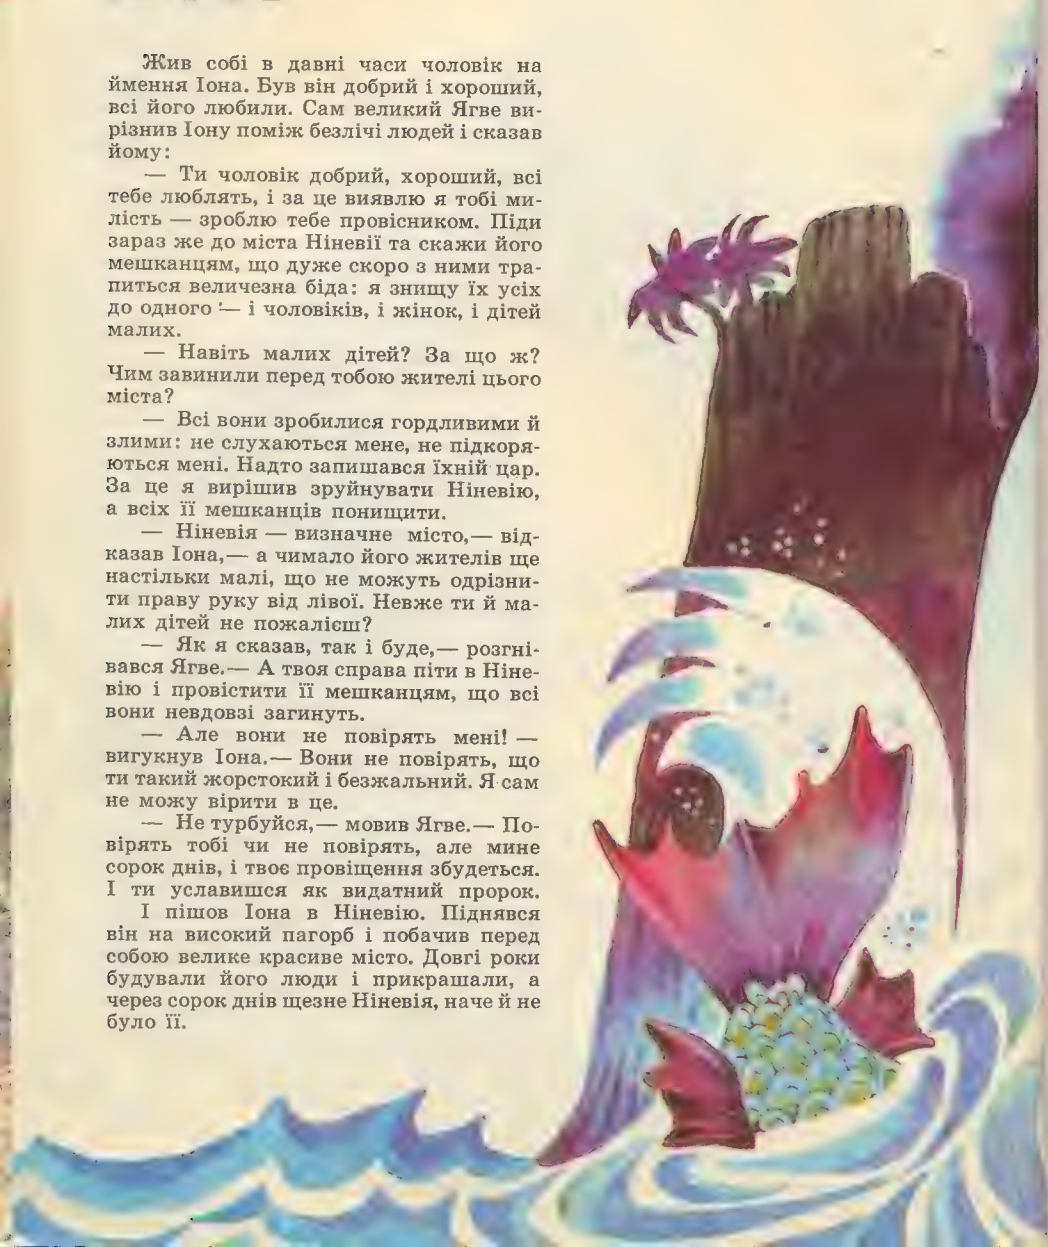 Жив собі в давні часи чоловік на
ймення Іона. Був він добрий і хороший,
всі його любили. Сам великий Ягве ви-
різнив Іону поміж безлічі людей і сказав
йому:
— Ти чоловік добрий, хороший, всі
тебе люблять, і за це виявлю я тобі ми-
лість — зроблю тебе провісником. Піди
зараз же до міста Ніневії та скажи його
мешканцям, що дуже скоро з ними тра-
питься величезна біда: я знищу їх усіх
до одного — і чоловіків, і жінок, і дітей
малих.
— Навіть малих дітей? За що ж?
Чим завинили перед тобою жителі цього
міста?
— Всі вони зробилися гордливими й
злими: не слухаються мене, не підкоря-
ються мені. Надто запишався їхній цар.
За це я вирішив зруйнувати Ніневію,
а всіх її мешканців понищити.
— Ніневія — визначне місто,— від-
казав Іона,— а чимало його жителів ще
настільки малі, що не можуть одрізни-
ти праву руку від лівої. Невже ти й ма-
лих дітей не пожалієш?
— Як я сказав, так і буде,— розгні-
вався Ягве.— А твоя справа піти в Ніне-
вію і провістити її мешканцям, що всі
вони невдовзі загинуть.
— Але вони не повірять мені! —
вигукнув Іона.— Вони не повірять, що
ти такий жорстокий і безжальний. Я сам
не можу вірити в це.
— Не турбуйся,— мовив Ягве.— По-
вірять тобі чи не повірять, але мине
сорок днів, і твоє провіщення збудеться.
І ти уславишся як видатний пророк.
І пішов Іона в Ніневію. Піднявся
він на високий пагорб і побачив перед
собою велике красиве місто. Довгі роки
будували його люди і прикрашали, а
через сорок днів щезне Ніневія, наче й не
було її.